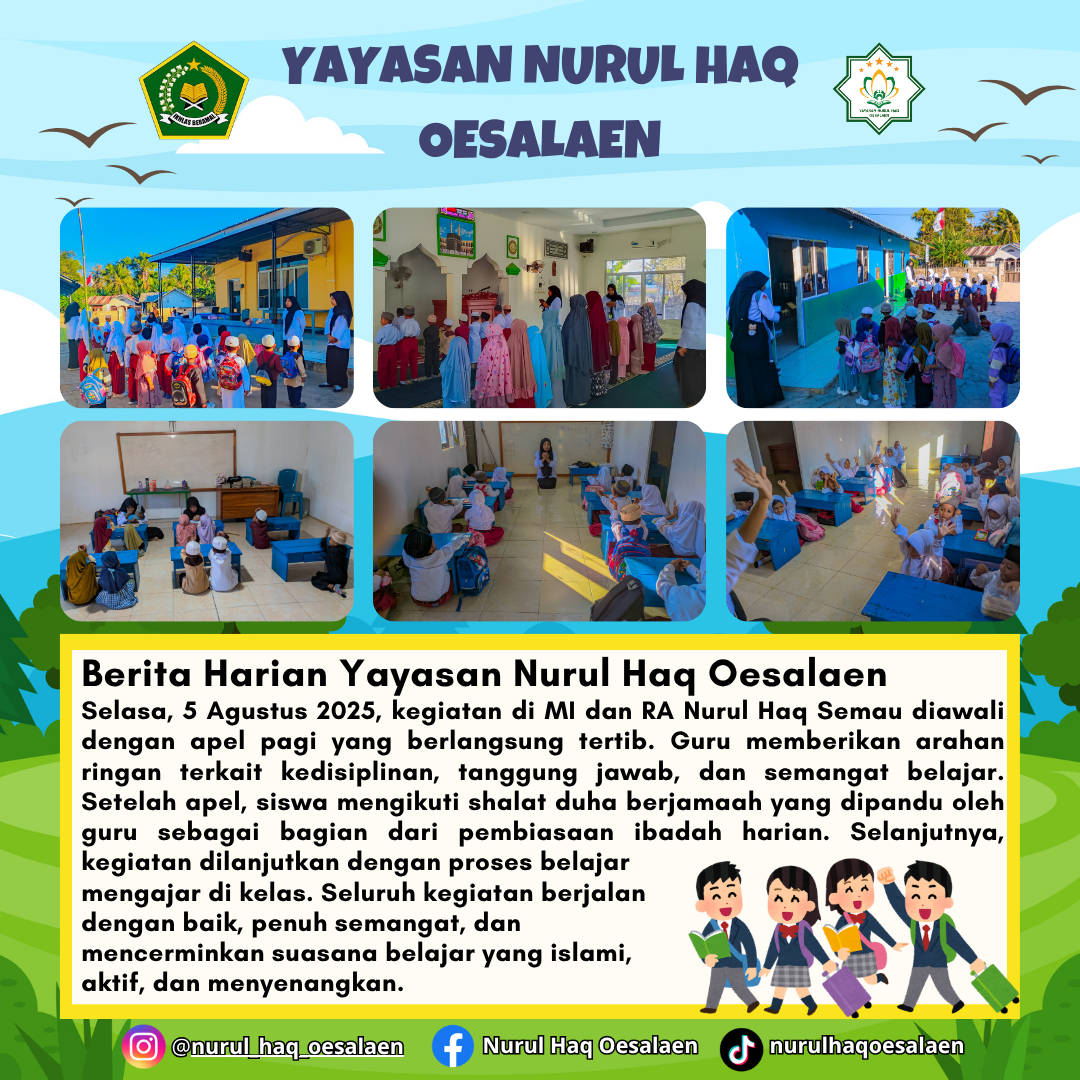 YAYASAN NURUL HAQ
OESALAEN
IKHLAS BERAMAL
YAYASAN NURUL HAQ
OESALAEN
Berita Harian Yayasan Nurul Haq Oesalaen
Selasa, 5 Agustus 2025, kegiatan di MI dan RA Nurul Haq Semau diawali
dengan apel pagi yang berlangsung tertib. Guru memberikan arahan
ringan terkait kedisiplinan, tanggung jawab, dan semangat belajar.
Setelah apel, siswa mengikuti shalat duha berjamaah yang dipandu oleh
guru sebagai bagian dari pembiasaan ibadah harian. Selanjutnya,
kegiatan dilanjutkan dengan proses belajar
mengajar di kelas. Seluruh kegiatan berjalan
dengan baik, penuh semangat, dan
mencerminkan suasana belajar yang islami,
aktif, dan menyenangkan.
@nurul_haq_oesalaen Nurul Haq Oesalaen nurulhaqoesalaen